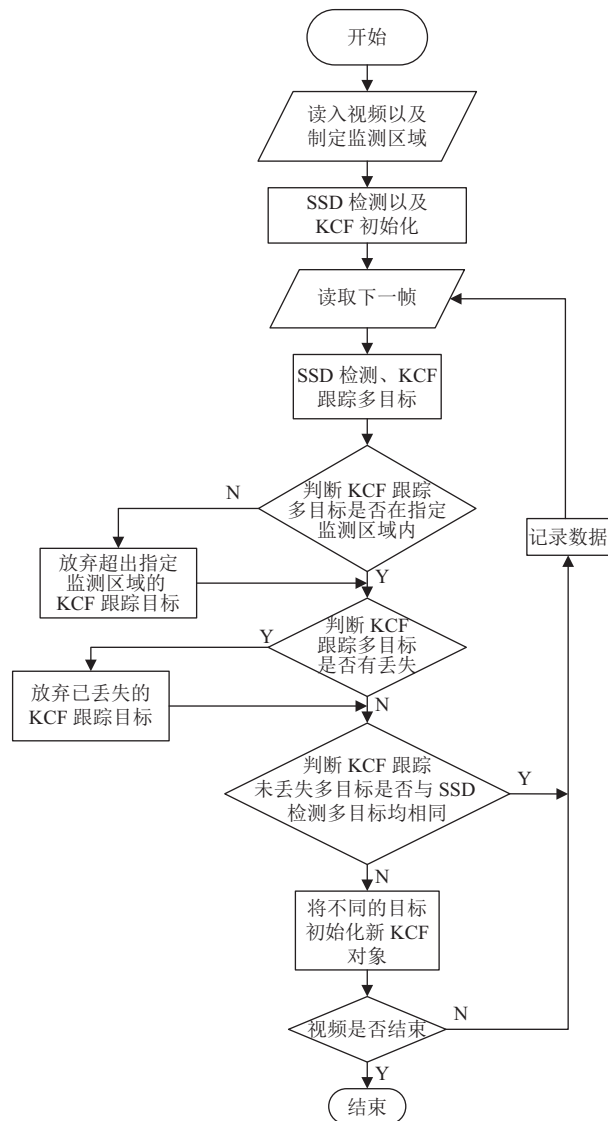 开始
读入视频以及
制定监测区域
SSD 检测以及
KCF 初始化
读取下一帧
SSD 检测、KCF
跟踪多目标
判断 KCF 跟踪
多目标是否在指定
监测区域内
N
Y
放弃超出指定
监测区域的
KCF 跟踪目标
记录数据
判断 KCF
跟踪多目标
是否有丢失
Y
N
放弃已丢失的
KCF 跟踪目标
判断 KCF 跟踪
未丢失多目标是否与 SSD
检测多目标均相同
Y
N
将不同的目标
初始化新 KCF
对象
视频是否结束
N
Y
结束